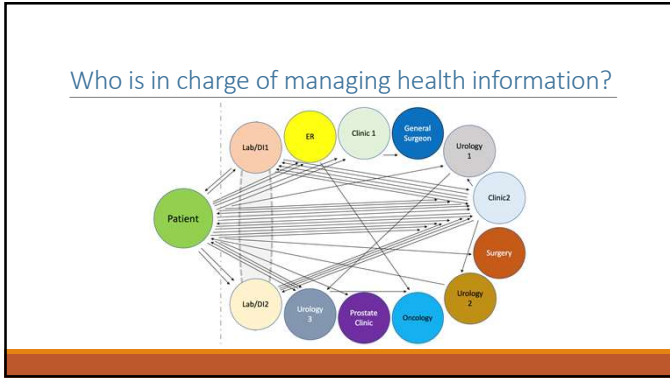 Who is in charge of managing health information?
Lab/DI1
ER
Clinic 1
General
Surgeon
Urology
1
Clinic2
Patient
Surgery
Lab/DI2
Urology
3
Prostate
Clinic
Oncology
Urology
2